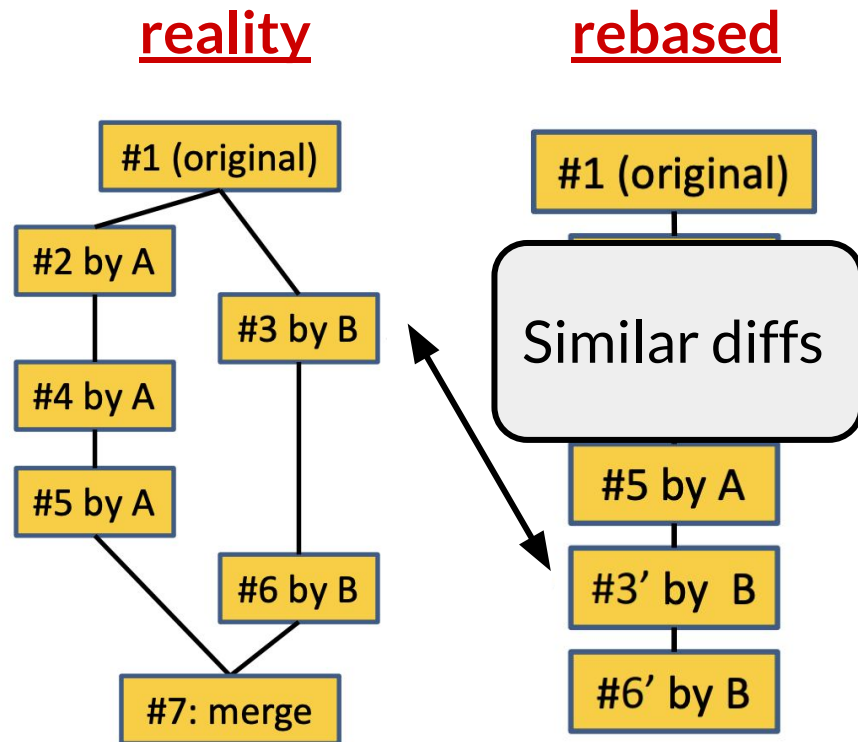 reality
rebased
#1 (original)
#2 by A
#3 by B
#4 by A
#5 by A
#6 by B
#7: merge
#1 (original)
Similar diffs
#5 by A
#3’ by B
#6’ by B